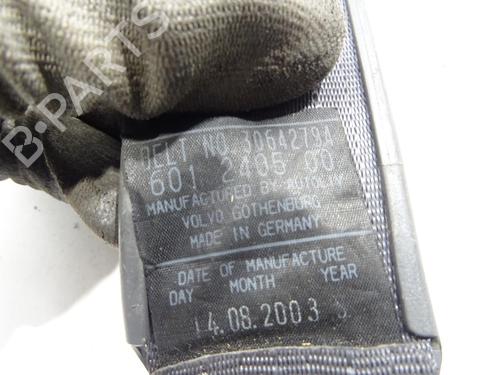 B-PARTS
BELT NO. 30642794
601 2405 00
MANUFACTURED BY AUTOLIV
VOLVO GOTHENBURG
MADE IN GERMANY
DATE OF MANUFACTURE
DAY MONTH YEAR
14.08.2003